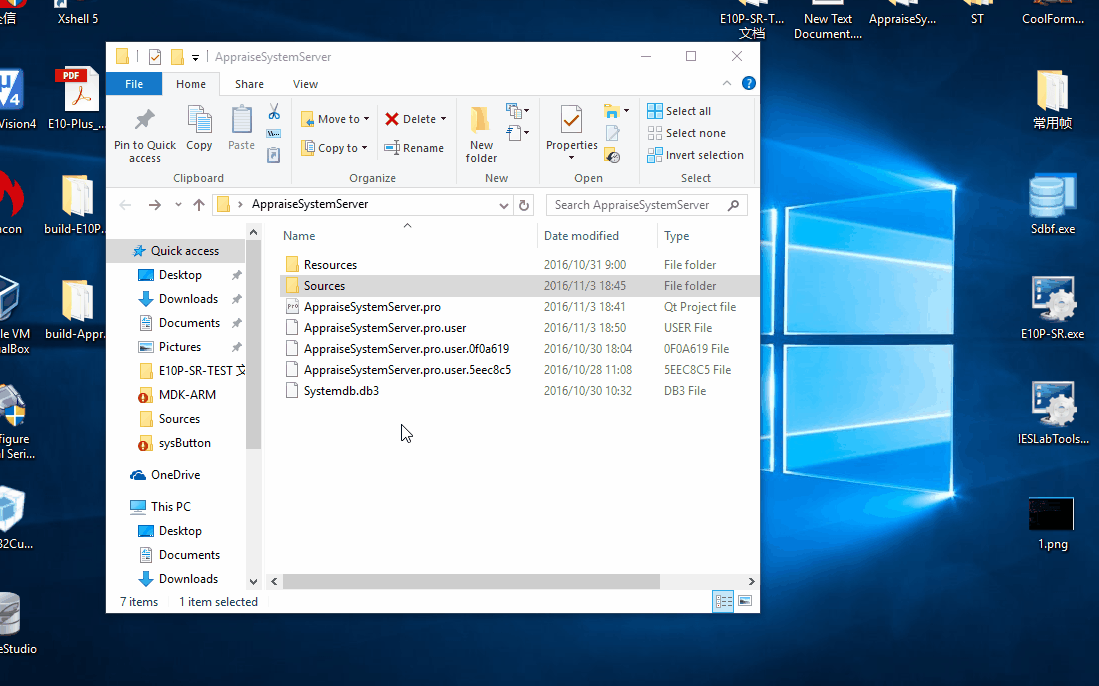 全信
Xshell 5
E10P-SR-T...
文档
New Text
Document....
AppraiseSy...
ST
CoolForm...
PDF
Vision4
E10-Plus_...
build-E10P...
le VM
alBox
build-Appr...
figure
al Seri...
32Cu...
eStudio
常用帧
Sdbf.exe
E10P-SR.exe
IESLabTools...
1.png
AppraiseSystemServer
File
Home
Share
View
Pin to Quick
access
Copy
Paste
Clipboard
Move to
Copy to
Delete
Rename
Organize
New
folder
New
Properties
Open
Select all
Select none
Invert selection
Select
AppraiseSystemServer
Search AppraiseSystemServer
Quick access
Desktop
Downloads
Documents
Pictures
E10P-SR-TEST 文
MDK-ARM
Sources
sysButton
OneDrive
This PC
Desktop
Documents
Downloads
Name Date modified Type
Resources 2016/10/31 9:00 File folder
Sources 2016/11/3 18:45 File folder
AppraiseSystemServer.pro 2016/11/3 18:41 Qt Project file
AppraiseSystemServer.pro.user 2016/11/3 18:50 USER File
AppraiseSystemServer.pro.user.0f0a619 2016/10/30 18:04 0F0A619 File
AppraiseSystemServer.pro.user.5eec8c5 2016/10/28 11:08 5EEC8C5 File
Systemdb.db3 2016/10/30 10:32 DB3 File
7 items 1 item selected